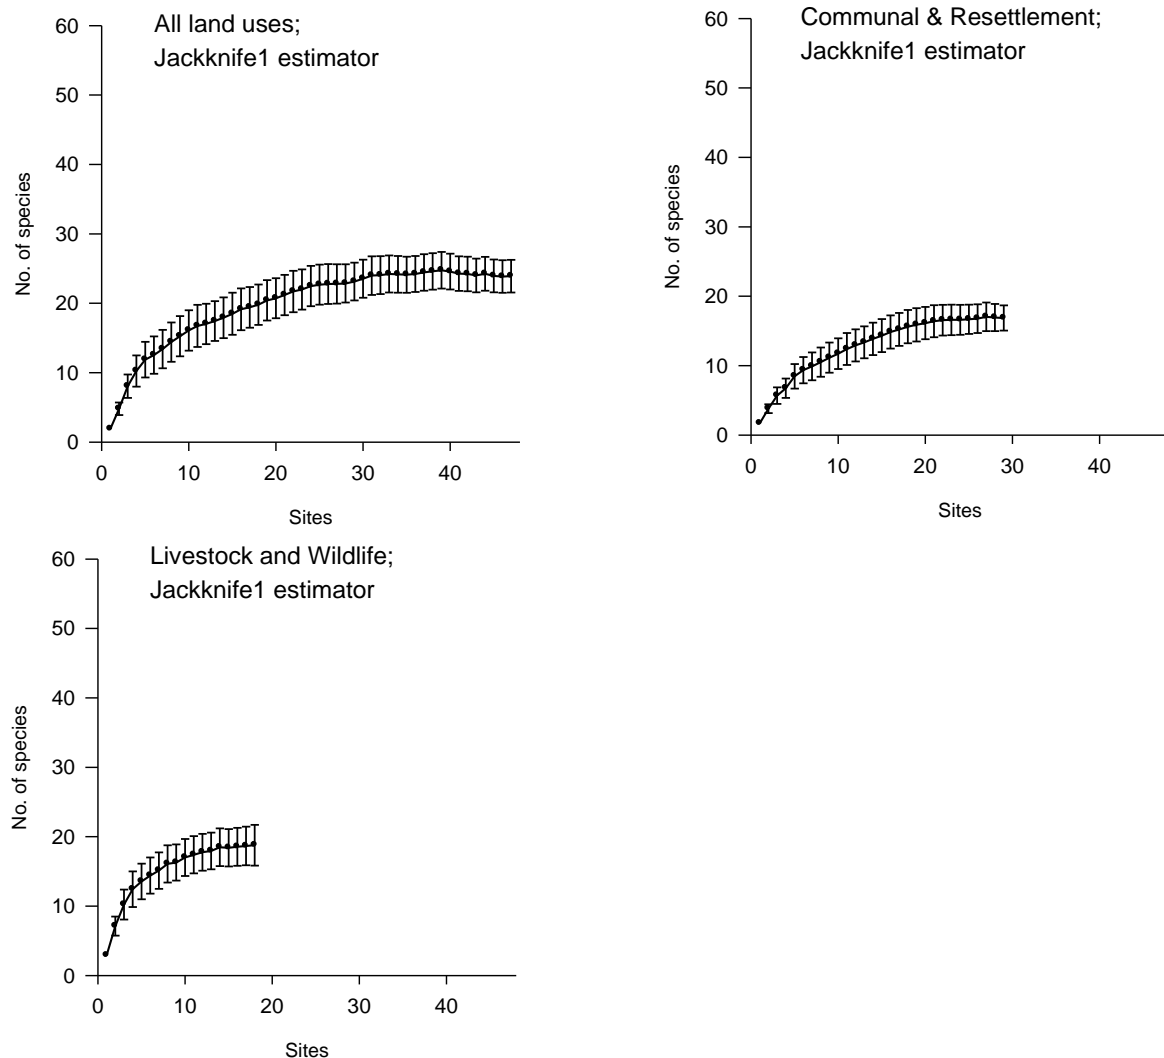 All land uses;
Jackknife1 estimator
60
50
40
30
20
10
0
No. of species
0 10 20 30 40
Sites
Communal & Resettlement;
Jackknife1 estimator
60
50
40
30
20
10
0
No. of species
0 10 20 30 40
Sites
Livestock and Wildlife;
Jackknife1 estimator
60
50
40
30
20
10
0
No. of species
0 10 20 30 40
Sites